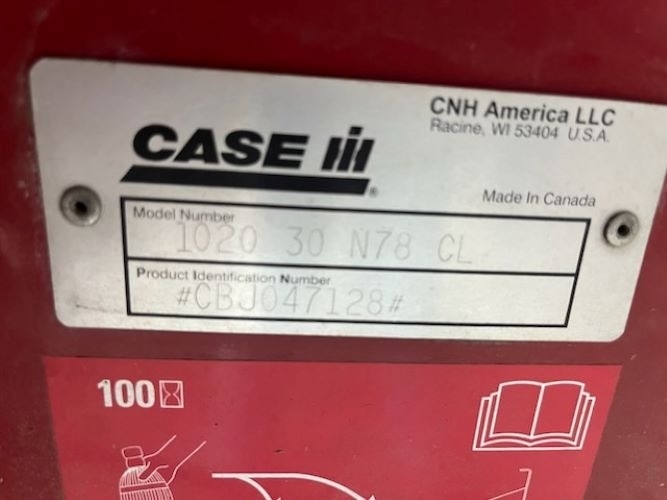 CASE IH®
CNH America LLC
Racine, WI 53404 U.S.A.
Made In Canada
Model Number
1020 30 N78 CL
Product Identification Number
#CBJ047128#
100